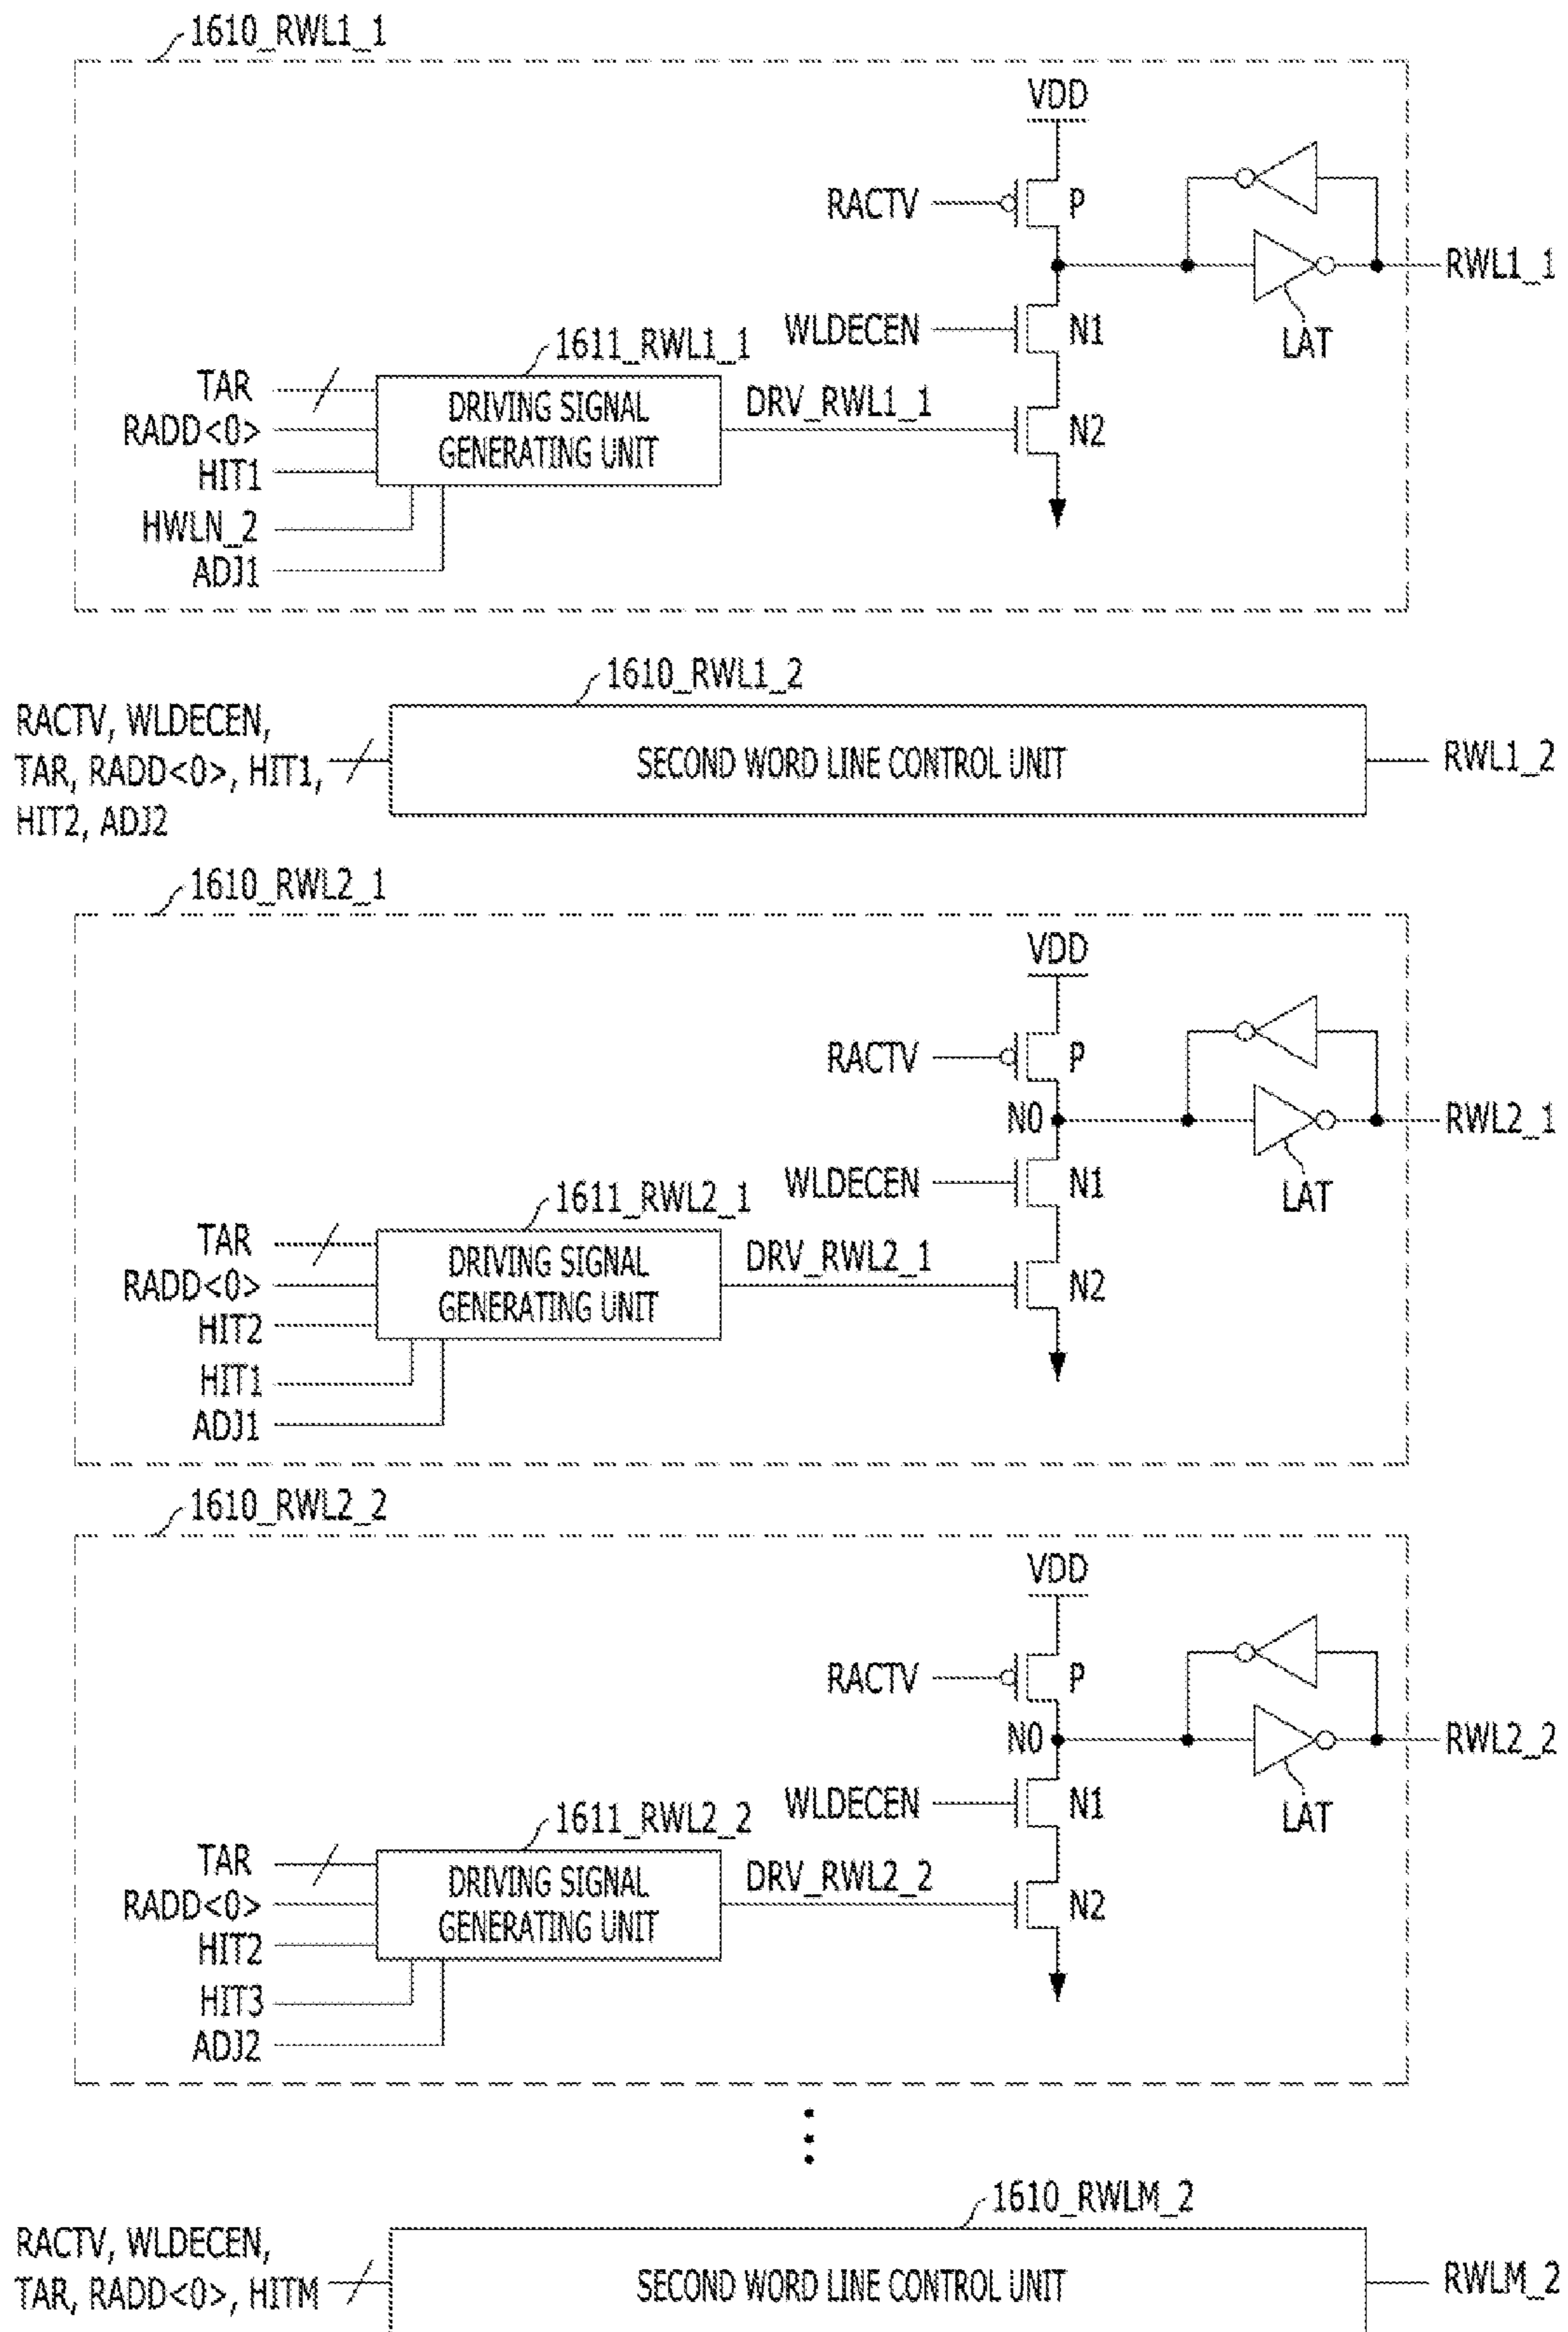 1610_RWL1_1
VDD
RACTV
P
RWL1_1
WLDECEN
N1
LAT
1611_RWL1_1
TAR
RADD<0>
HIT1
HWLN_2
ADJ1
DRIVING SIGNAL
GENERATING UNIT
DRV_RWL1_1
N2
1610_RWL1_2
RACTV, WLDECEN,
TAR, RADD<0>, HIT1,
HIT2, ADJ2
SECOND WORD LINE CONTROL UNIT
RWL1_2
1610_RWL2_1
VDD
RACTV
P
N0
RWL2_1
WLDECEN
N1
LAT
1611_RWL2_1
TAR
RADD<0>
HIT2
HIT1
ADJ1
DRIVING SIGNAL
GENERATING UNIT
DRV_RWL2_1
N2
1610_RWL2_2
VDD
RACTV
P
N0
RWL2_2
WLDECEN
N1
LAT
1611_RWL2_2
TAR
RADD<0>
HIT2
HIT3
ADJ2
DRIVING SIGNAL
GENERATING UNIT
DRV_RWL2_2
N2
1610_RWLM_2
RACTV, WLDECEN,
TAR, RADD<0>, HITM
SECOND WORD LINE CONTROL UNIT
RWLM_2